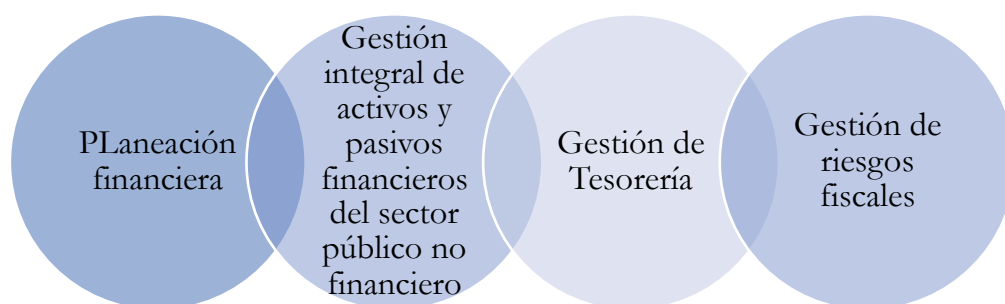 PLaneación
financiera
Gestión
integral de
activos y
pasivos
financieros
del sector
público no
financiero
Gestión de
Tesorería
Gestión de
riesgos
fiscales